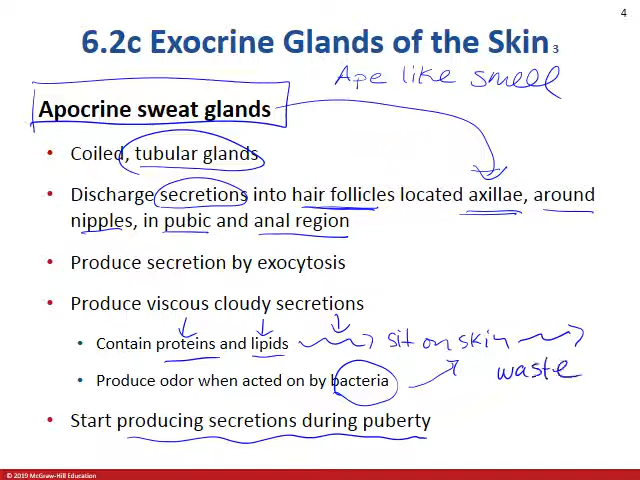 4
6.2c Exocrine Glands of the Skin 3
Ape like smell
Apocrine sweat glands
• Coiled, tubular glands
• Discharge secretions into hair follicles located axillae, around
nipples, in pubic and anal region
• Produce secretion by exocytosis
• Produce viscous cloudy secretions
• Contain proteins and lipids sit on skin
waste
• Produce odor when acted on by bacteria
• Start producing secretions during puberty
© 2019 McGraw-Hill Education